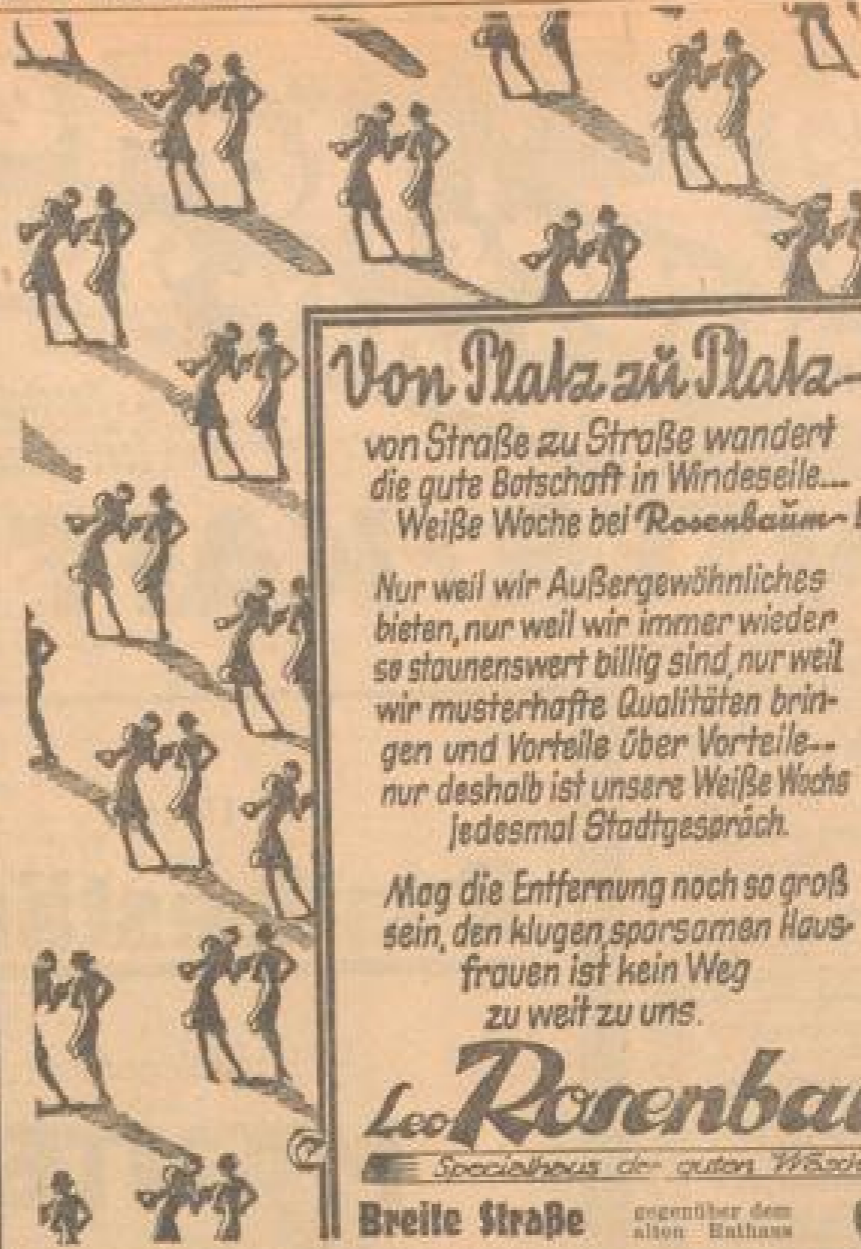 Von Platz zu Platz-
von Straße zu Straße wandert
die gute Botschaft in Windeseile...
Weiße Woche bei Rosenbaum-
Nur weil wir Außergewöhnliches
bieten, nur weil wir immer wieder
so staunenswert billig sind, nur weil
wir musterhafte Qualitäten brin-
gen und Vorteile über Vorteile...
nur deshalb ist unsere Weiße Woche
jedesmal Stadtgespräch.
Mag die Entfernung noch so groß
sein, den klugen, sparsamen Haus-
frauen ist kein Weg
zu weit zu uns.
Leo Rosenba
Specialhaus der guten Wäsche
Breite Straße gegenüber dem
alten Rathaus